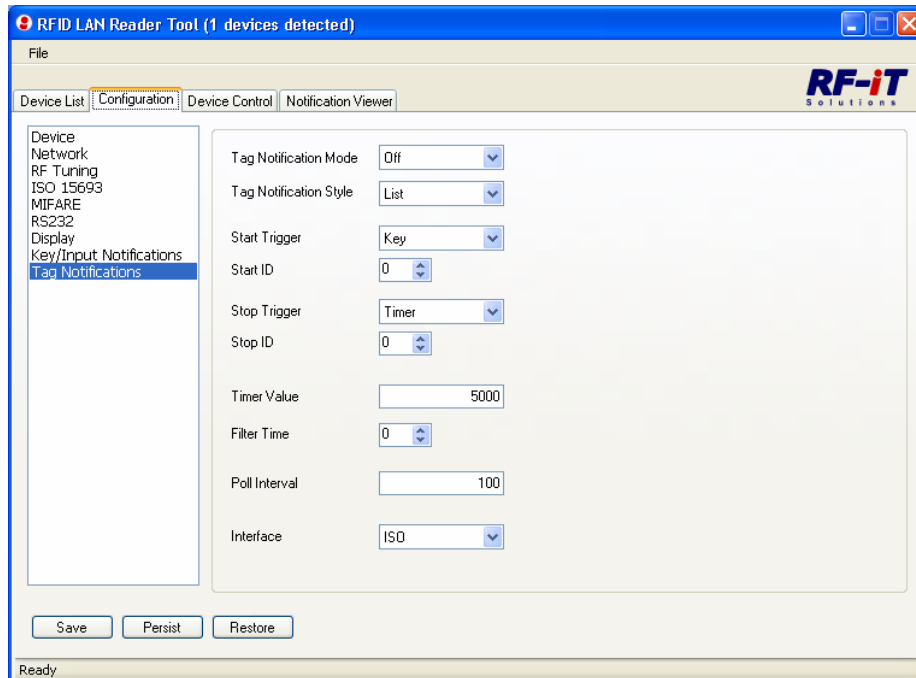 RFID LAN Reader Tool (1 devices detected)
File
RF-iT
Solutions
Device List Configuration Device Control Notification Viewer
Device
Network
RF Tuning
ISO 15693
MIFARE
RS232
Display
Key/Input Notifications
Tag Notifications
Tag Notification Mode Off
Tag Notification Style List
Start Trigger Key
Start ID 0
Stop Trigger Timer
Stop ID 0
Timer Value 5000
Filter Time 0
Poll Interval 100
Interface ISO
Save Persist Restore
Ready